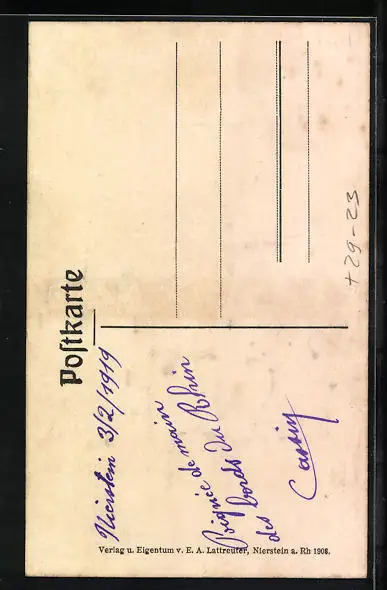 Postkarte
Nierstein 3/2/1919
Poignée de main
des bords du Rhin
Cassin
+29-23
Verlag u. Eigentum v. E. A. Lattreuter, Nierstein a. Rh 1908.